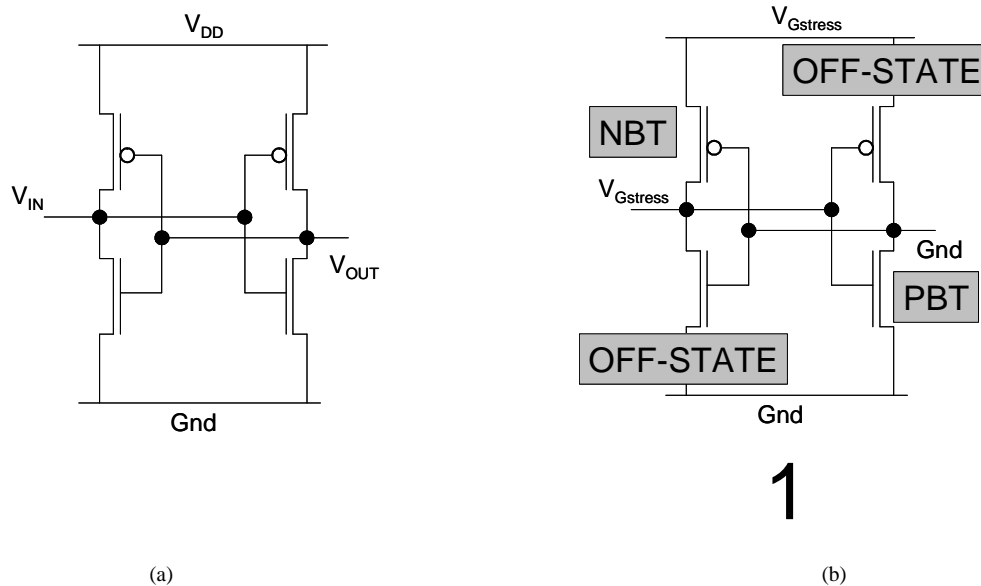 V_DD
V_IN
V_OUT
Gnd
(a)
V_Gstress
OFF-STATE
NBT
V_Gstress
Gnd
PBT
OFF-STATE
Gnd
1
(b)